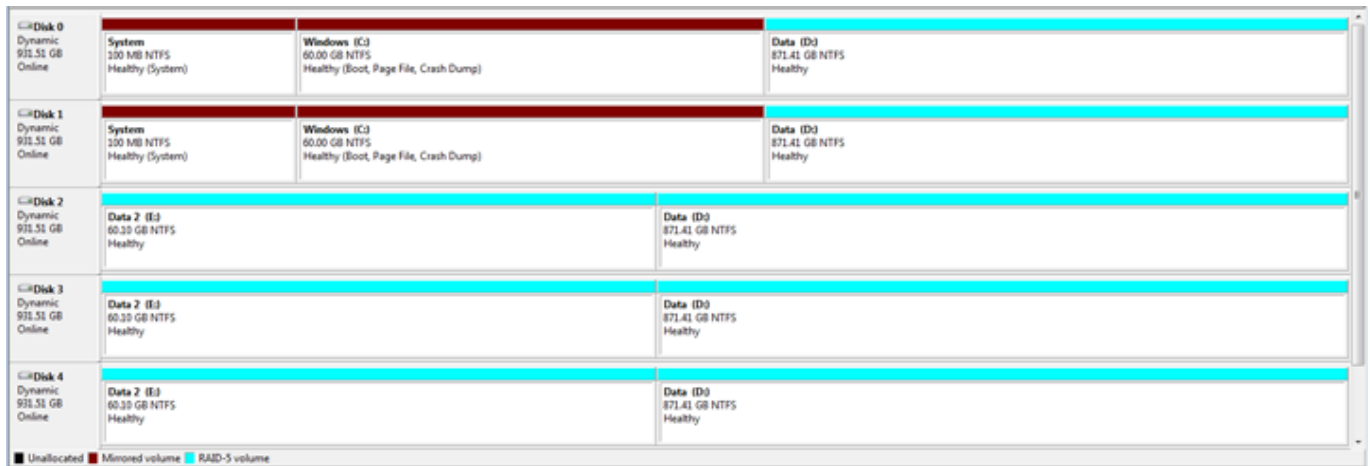 Disk 0
Dynamic
931.51 GB
Online
System
100 MB NTFS
Healthy (System)
Windows (C:)
60.00 GB NTFS
Healthy (Boot, Page File, Crash Dump)
Data (D:)
871.41 GB NTFS
Healthy
Disk 1
Dynamic
931.51 GB
Online
System
100 MB NTFS
Healthy (System)
Windows (C:)
60.00 GB NTFS
Healthy (Boot, Page File, Crash Dump)
Data (D:)
871.41 GB NTFS
Healthy
Disk 2
Dynamic
931.51 GB
Online
Data 2 (E:)
60.10 GB NTFS
Healthy
Data (D:)
871.41 GB NTFS
Healthy
Disk 3
Dynamic
931.51 GB
Online
Data 2 (E:)
60.10 GB NTFS
Healthy
Data (D:)
871.41 GB NTFS
Healthy
Disk 4
Dynamic
931.51 GB
Online
Data 2 (E:)
60.10 GB NTFS
Healthy
Data (D:)
871.41 GB NTFS
Healthy
Unallocated Mirrored volume RAID-5 volume